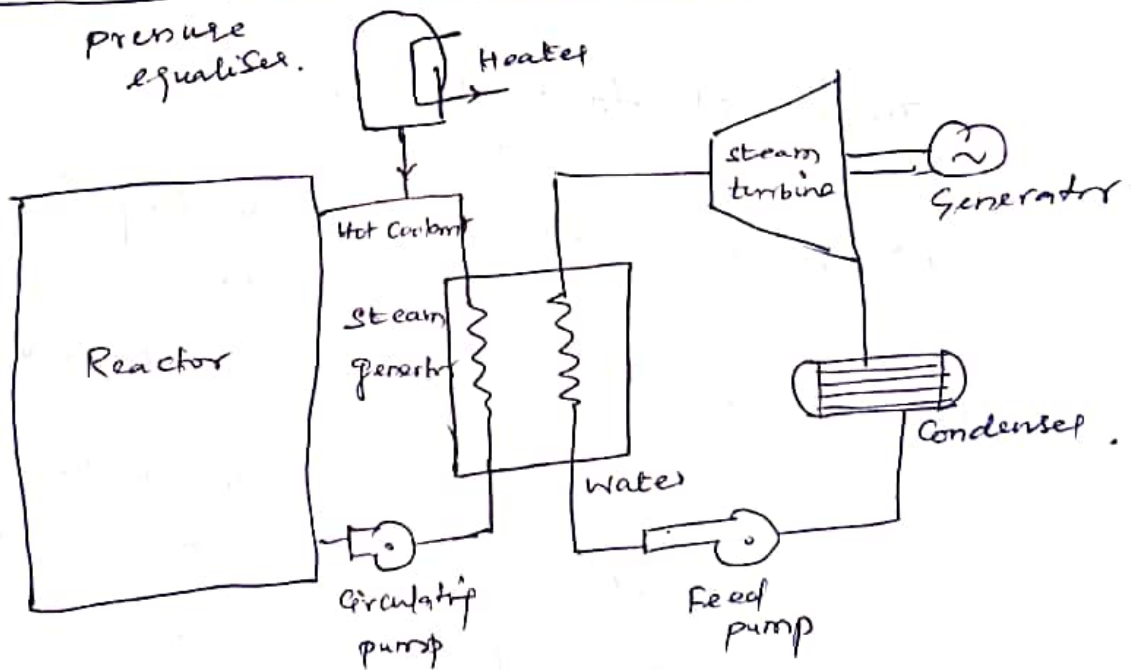 pressure
equaliser.
Heater
steam
turbine
~
Generator
Hot Coolant
Steam
generator
Reactor
Condenser.
Water
Circulating
pump
Feed
pump